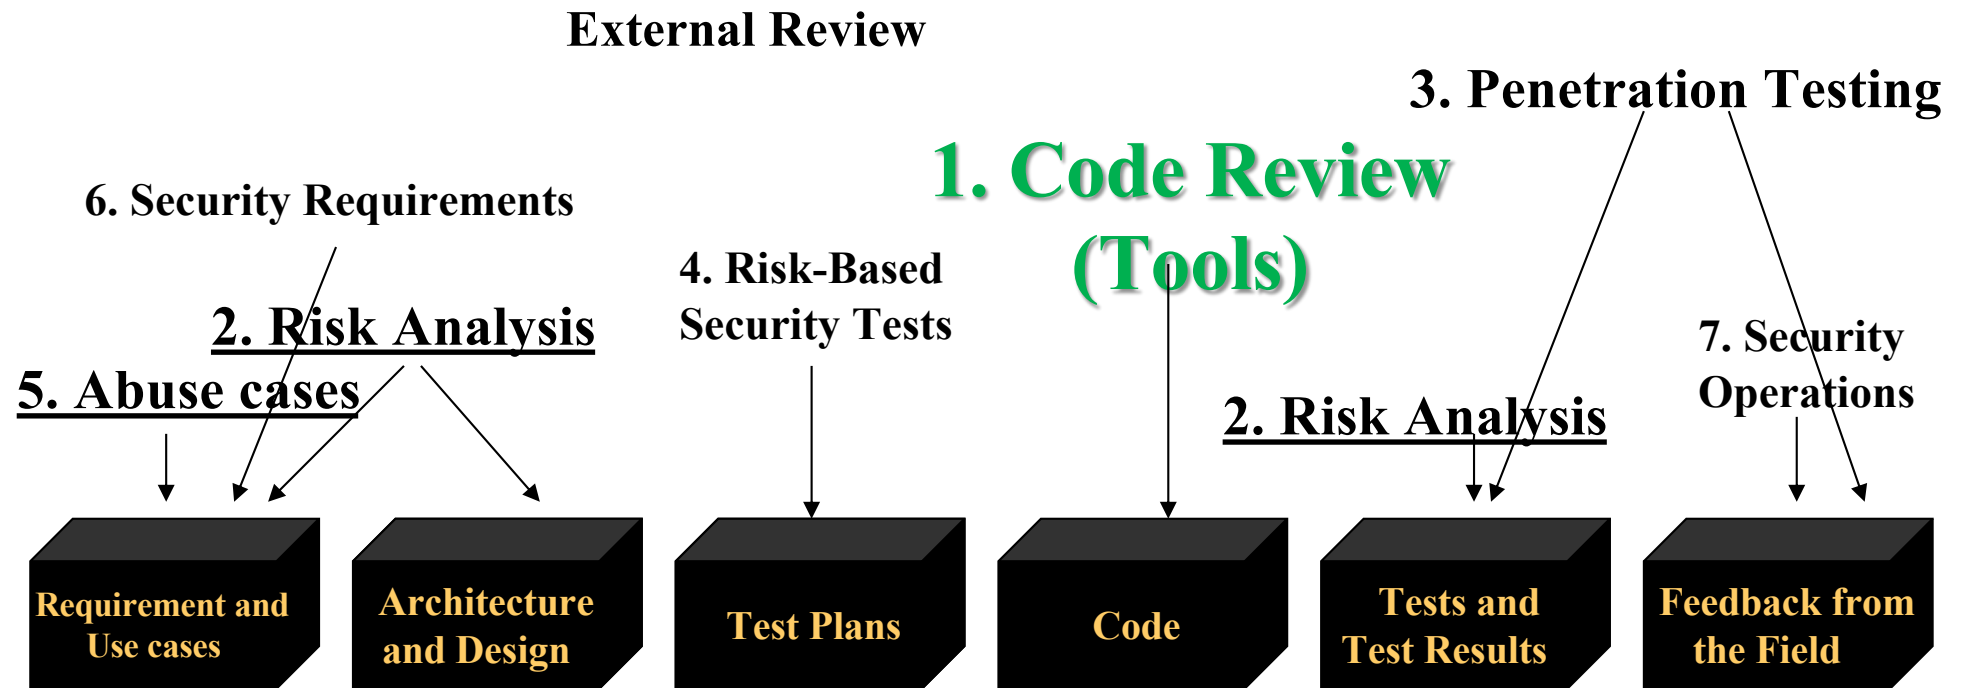 External Review
3. Penetration Testing
1. Code Review
(Tools)
6. Security Requirements
4. Risk-Based
Security Tests
2. Risk Analysis
5. Abuse cases
7. Security
Operations
2. Risk Analysis
Requirement and
Use cases
Architecture
and Design
Test Plans
Code
Tests and
Test Results
Feedback from
the Field